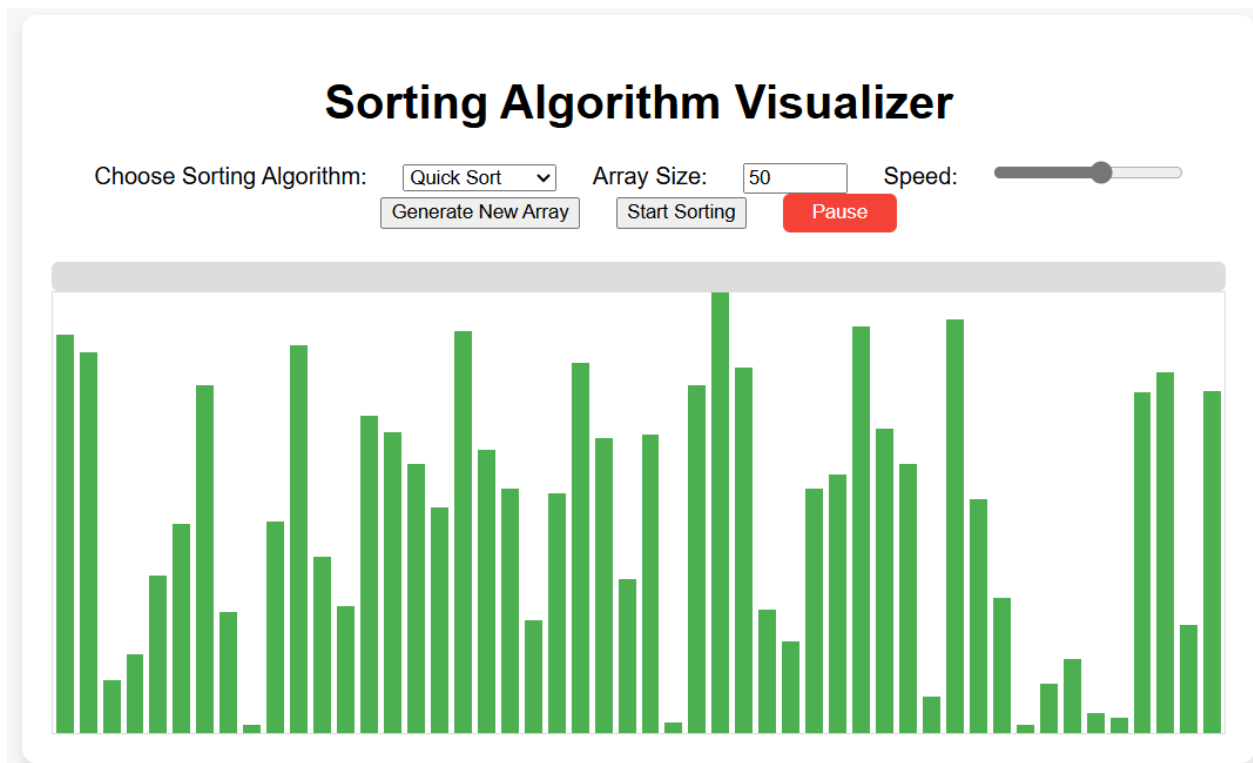 Sorting Algorithm Visualizer
Choose Sorting Algorithm: Quick Sort Array Size: 50 Speed:
Generate New Array Start Sorting Pause